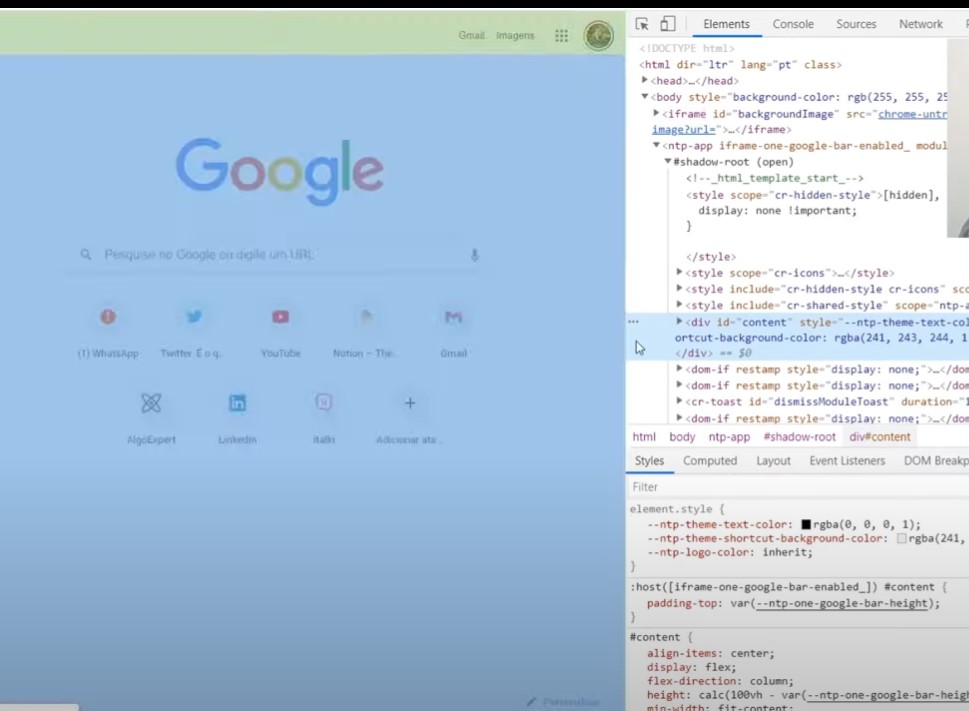 Gmail Imagens
Google
Pesquise no Google ou digite um URL
(1) WhatsApp Twitter. É o q... YouTube Notion – The... Gmail
AlgoExpert LinkedIn italki Adicionar ata...
Elements Console Sources Network
<!DOCTYPE html>
<html dir="ltr" lang="pt" class>
<head>…</head>
<body style="background-color: rgb(255, 255, 25
<iframe id="backgroundImage" src="chrome-untr
image?url=">…</iframe>
<ntp-app iframe-one-google-bar-enabled_ modul
#shadow-root (open)
<!--_html_template_start_-->
<style scope="cr-hidden-style">[hidden],
display: none !important;
}
</style>
<style scope="cr-icons">…</style>
<style include="cr-hidden-style cr-icons" sco
<style include="cr-shared-style" scope="ntp-a
<div id="content" style="--ntp-theme-text-col
ortcut-background-color: rgba(241, 243, 244, 1
</div> == $0
<dom-if restamp style="display: none;">…</dom
<dom-if restamp style="display: none;">…</dom
<cr-toast id="dismissModuleToast" duration="1
<dom-if restamp style="display: none;">…</dom
html body ntp-app #shadow-root div#content
Styles Computed Layout Event Listeners DOM Breakp
Filter
element.style {
--ntp-theme-text-color: rgba(0, 0, 0, 1);
--ntp-theme-shortcut-background-color: rgba(241,
--ntp-logo-color: inherit;
}
:host([iframe-one-google-bar-enabled_]) #content {
padding-top: var(--ntp-one-google-bar-height);
}
#content {
align-items: center;
display: flex;
flex-direction: column;
height: calc(100vh - var(--ntp-one-google-bar-heigh
min-width: fit-content;